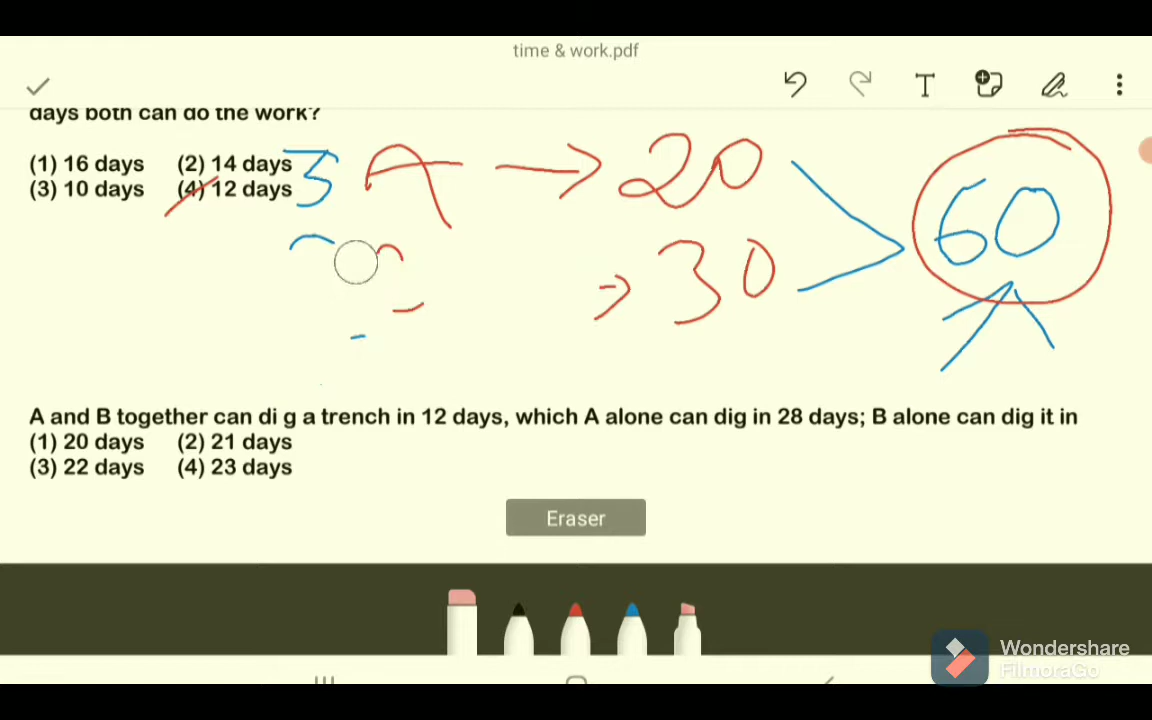 time & work.pdf
T
days both can do the work?
(1) 16 days (2) 14 days
(3) 10 days (4) 12 days
3 A → 20
60
→ 30
A and B together can di g a trench in 12 days, which A alone can dig in 28 days; B alone can dig it in
(1) 20 days (2) 21 days
(3) 22 days (4) 23 days
Eraser
Wondershare
FilmoraGo